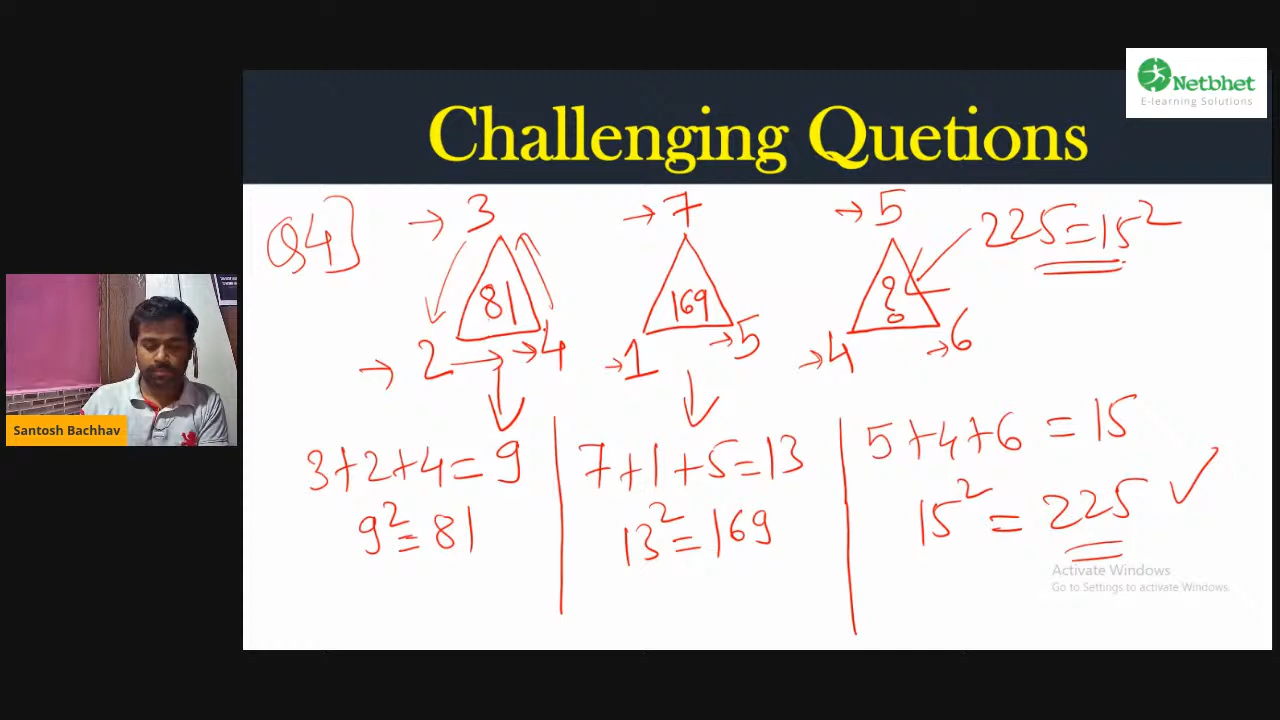 Netbhet
E-learning Solutions
Challenging Quetions
Q4]
→ 3
81
→ 2 → → 4
→ 7
169
→ 1 → 5
→ 5
?
→ 4 → 6
225 = 15²
3+2+4=9
9² = 81
7+1+5=13
13² = 169
5+4+6 = 15
15² = 225 ✓
Santosh Bachhav
Activate Windows
Go to Settings to activate Windows.